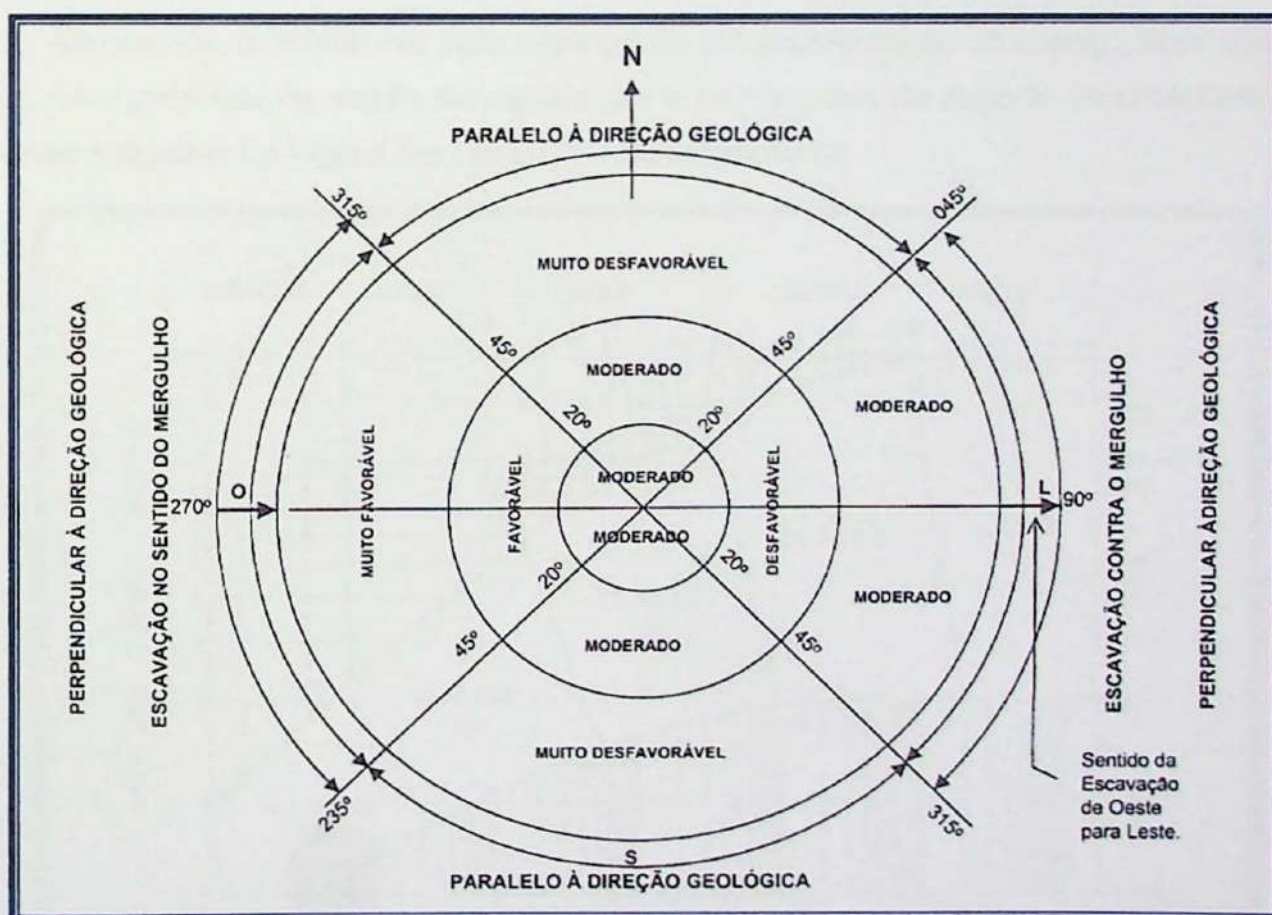 N
PARALELO À DIREÇÃO GEOLÓGICA
315º
045º
MUITO DESFAVORÁVEL
45º
45º
MODERADO
MODERADO
20º
20º
PERPENDICULAR À DIREÇÃO GEOLÓGICA
ESCAVAÇÃO NO SENTIDO DO MERGULHO
270º
O
MUITO FAVORÁVEL
FAVORÁVEL
MODERADO
MODERADO
DESFAVORÁVEL
L
90º
ESCAVAÇÃO CONTRA O MERGULHO
PERPENDICULAR À DIREÇÃO GEOLÓGICA
20º
20º
MODERADO
45º
MODERADO
45º
MUITO DESFAVORÁVEL
235º
315º
Sentido da
Escavação
de Oeste
para Leste.
S
PARALELO À DIREÇÃO GEOLÓGICA